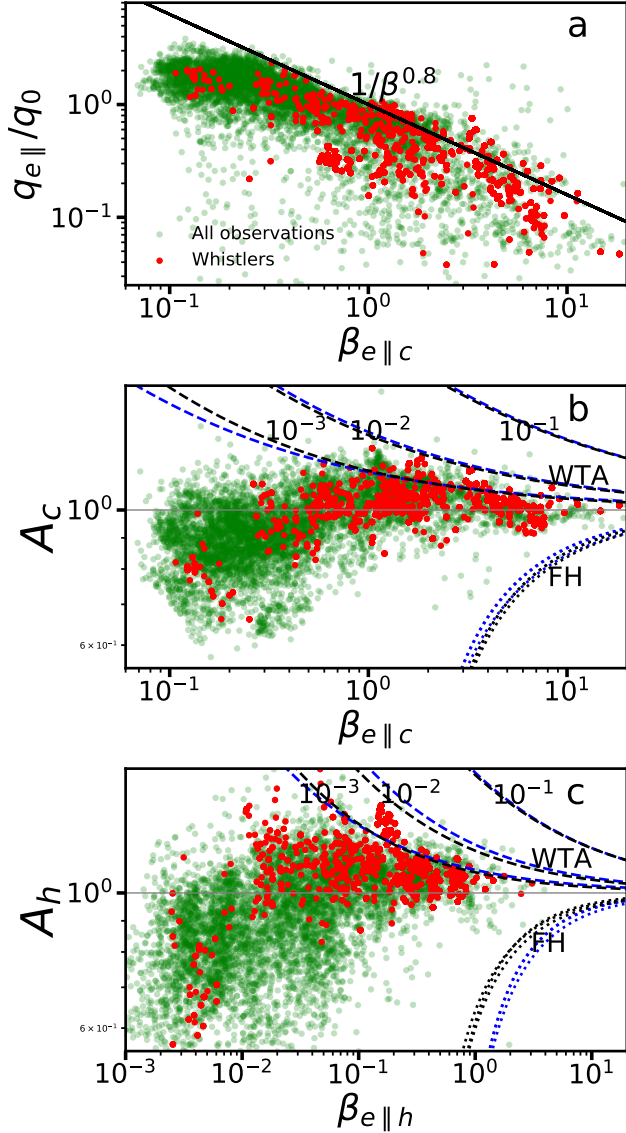 a
q_{e∥}/q_0
10^0
10^{-1}
1/β^{0.8}
All observations
Whistlers
10^{-1} 10^0 10^1
β_{e∥c}
b
A_c
10^0
6×10^{-1}
10^{-3} 10^{-2} 10^{-1}
WTA
FH
10^{-1} 10^0 10^1
β_{e∥c}
c
A_h
10^0
6×10^{-1}
10^{-3} 10^{-2} 10^{-1}
WTA
FH
10^{-3} 10^{-2} 10^{-1} 10^0 10^1
β_{e∥h}